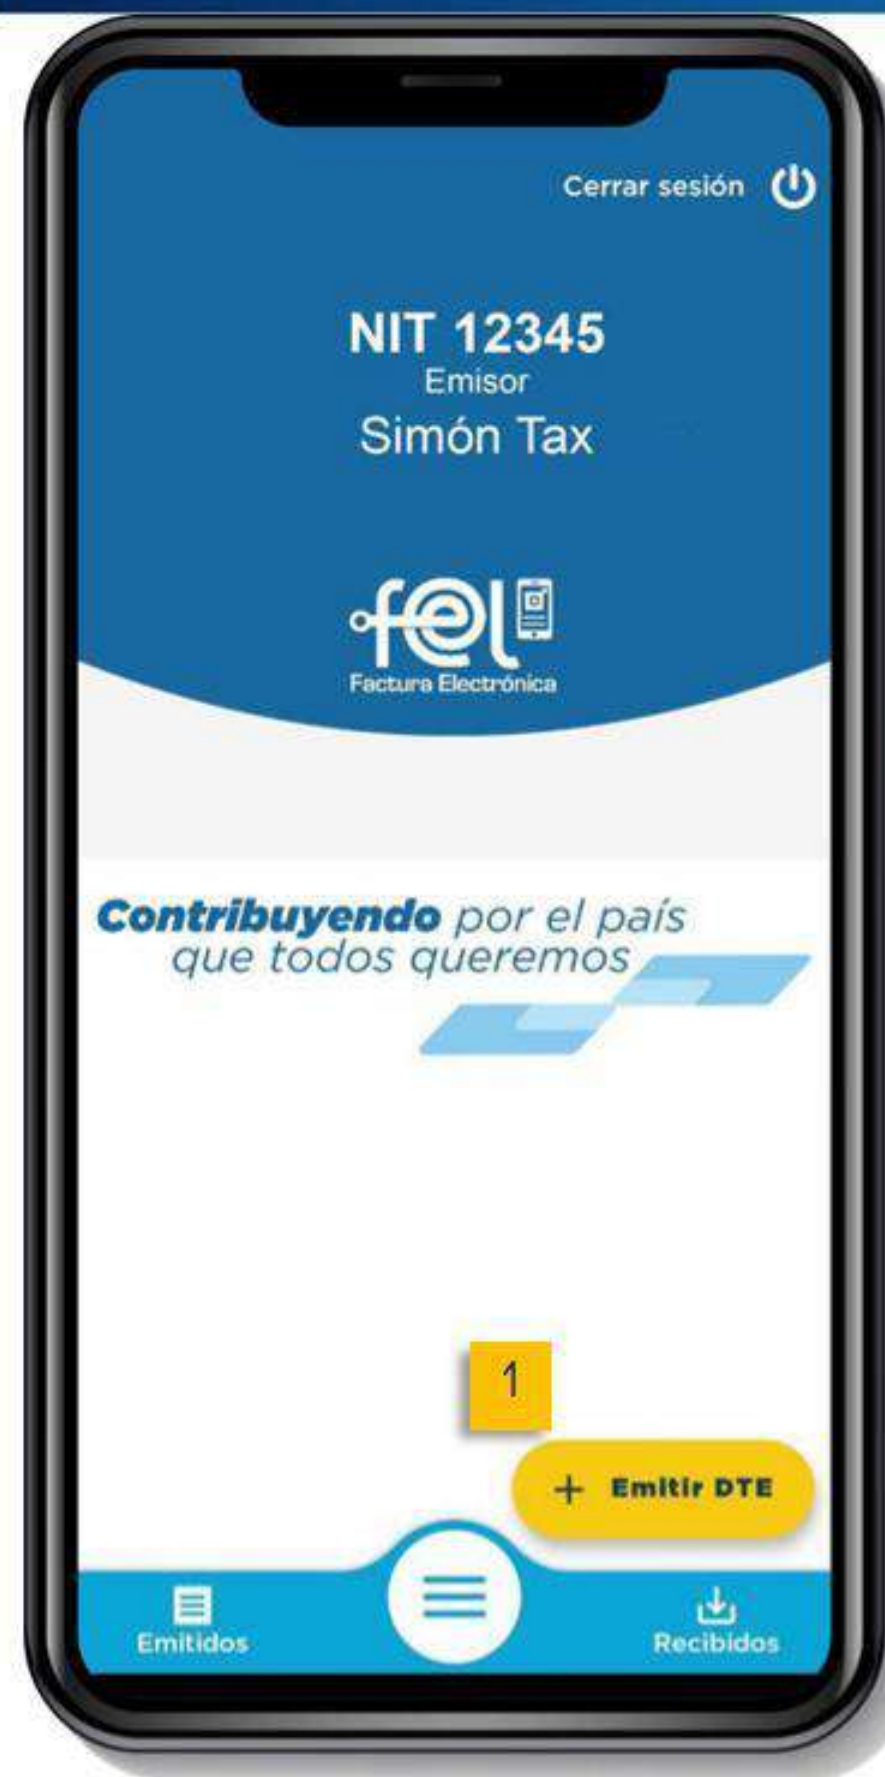 Cerrar sesión
NIT 12345
Emisor
Simón Tax
fel
Factura Electrónica
Contribuyendo por el país
que todos queremos
1
+ Emitir DTE
Emitidos
Recibidos